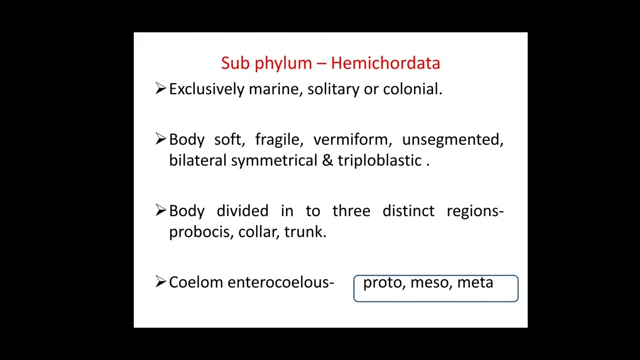 Sub phylum – Hemichordata
➢Exclusively marine, solitary or colonial.
➢Body soft, fragile, vermiform, unsegmented,
bilateral symmetrical & triploblastic .
➢Body divided in to three distinct regions-
probocis, collar, trunk.
➢Coelom enterocoelous- proto, meso, meta